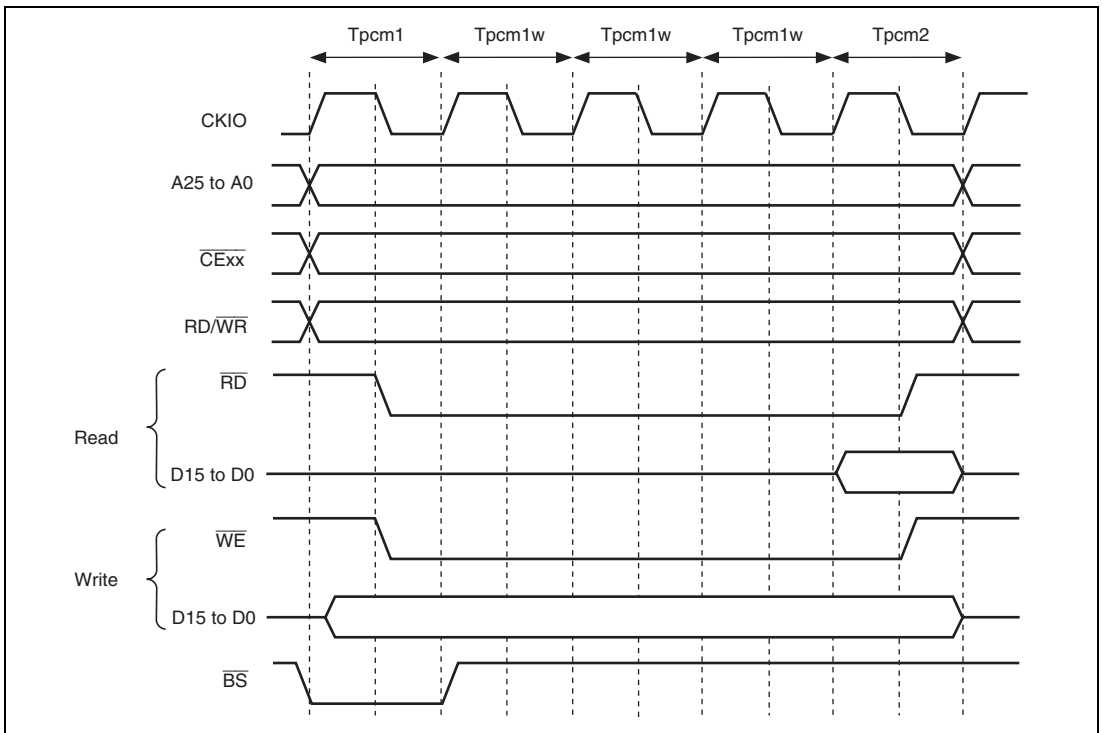 Tpcm1 Tpcm1w Tpcm1w Tpcm1w Tpcm2
CKIO
A25 to A0
CExx
RD/WR
RD
Read
D15 to D0
WE
Write
D15 to D0
BS